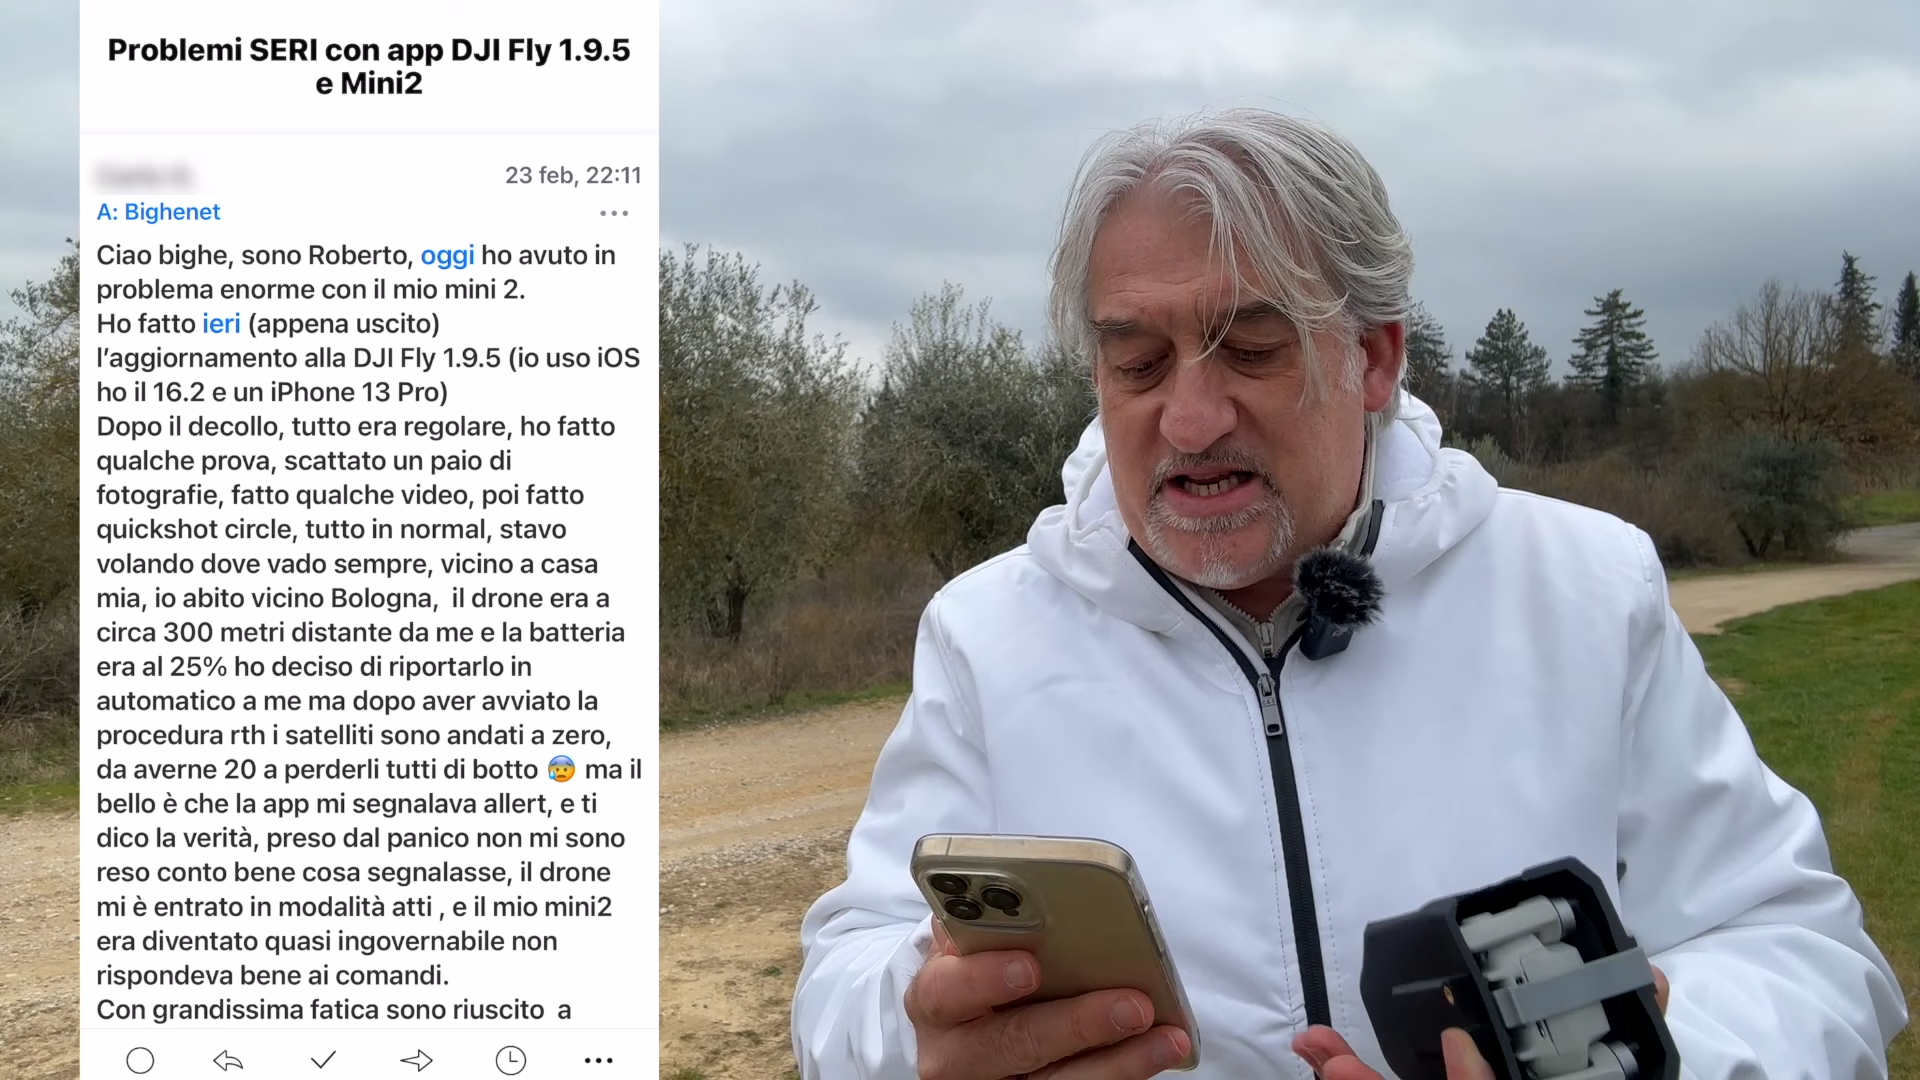 Problemi SERI con app DJI Fly 1.9.5
e Mini2
23 feb, 22:11
A: Bighenet
Ciao bighe, sono Roberto, oggi ho avuto in
problema enorme con il mio mini 2.
Ho fatto ieri (appena uscito)
l’aggiornamento alla DJI Fly 1.9.5 (io uso iOS
ho il 16.2 e un iPhone 13 Pro)
Dopo il decollo, tutto era regolare, ho fatto
qualche prova, scattato un paio di
fotografie, fatto qualche video, poi fatto
quickshot circle, tutto in normal, stavo
volando dove vado sempre, vicino a casa
mia, io abito vicino Bologna, il drone era a
circa 300 metri distante da me e la batteria
era al 25% ho deciso di riportarlo in
automatico a me ma dopo aver avviato la
procedura rth i satelliti sono andati a zero,
da averne 20 a perderli tutti di botto 😰 ma il
bello è che la app mi segnalava allert, e ti
dico la verità, preso dal panico non mi sono
reso conto bene cosa segnalasse, il drone
mi è entrato in modalità atti , e il mio mini2
era diventato quasi ingovernabile non
rispondeva bene ai comandi.
Con grandissima fatica sono riuscito a